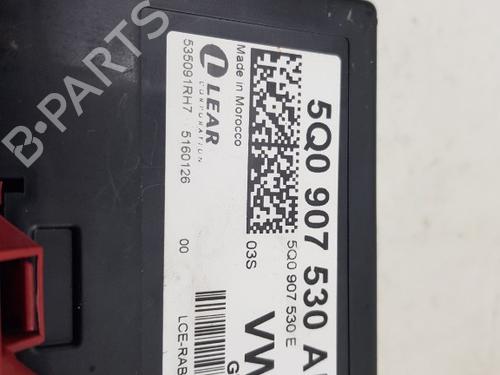 5Q0 907 530 A
5Q0 907 530 E
03S
VW
G
LEAR
CORPORATION
Made in Morocco
535091RH7 5160126
00
LCE-RAB
B-PARTS